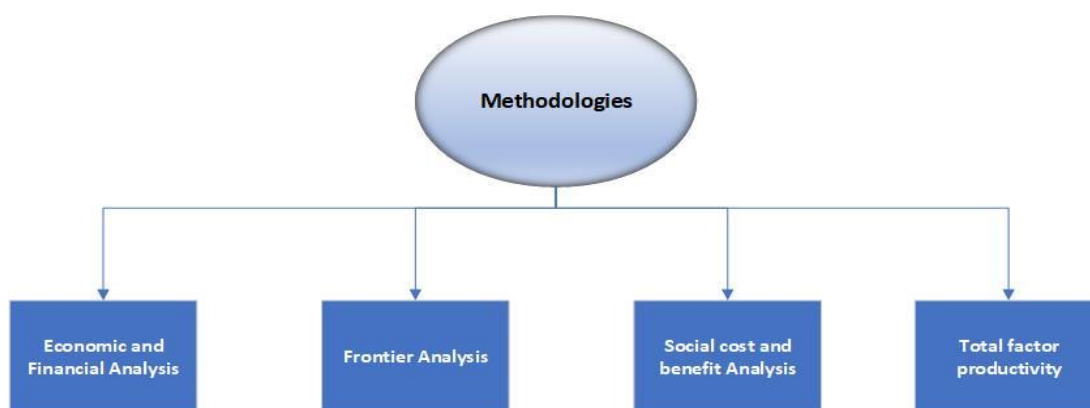 Methodologies
Economic and
Financial Analysis
Frontier Analysis
Social cost and
benefit Analysis
Total factor
productivity